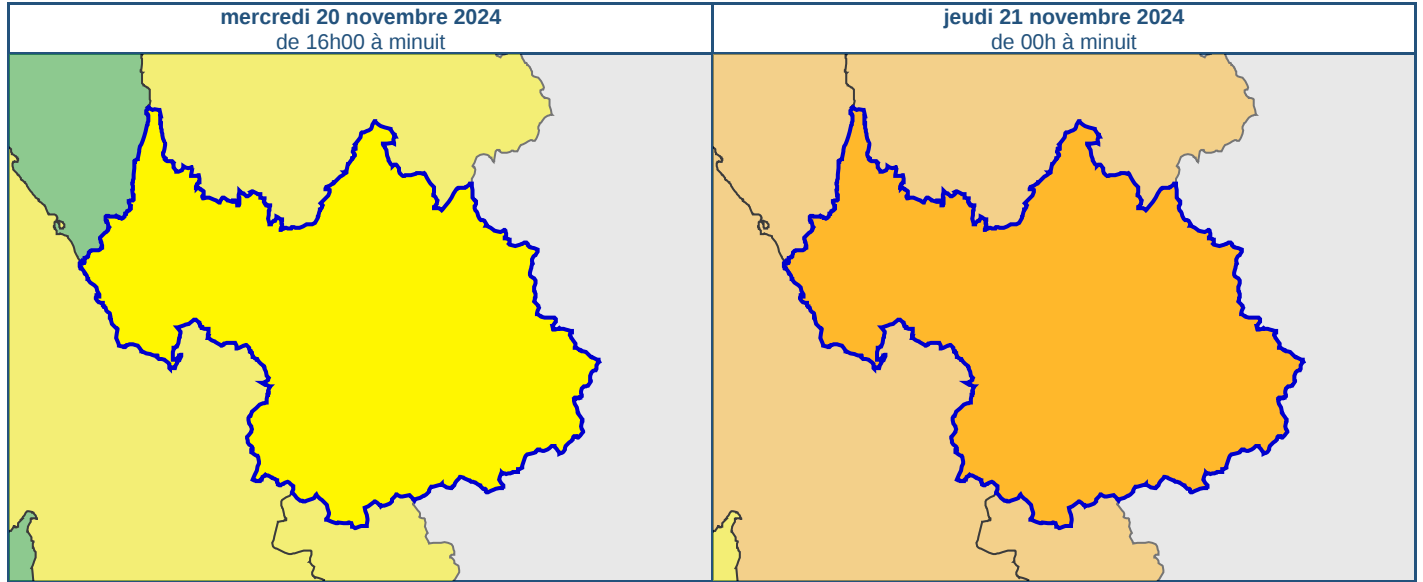 mercredi 20 novembre 2024
de 16h00 à minuit
jeudi 21 novembre 2024
de 00h à minuit